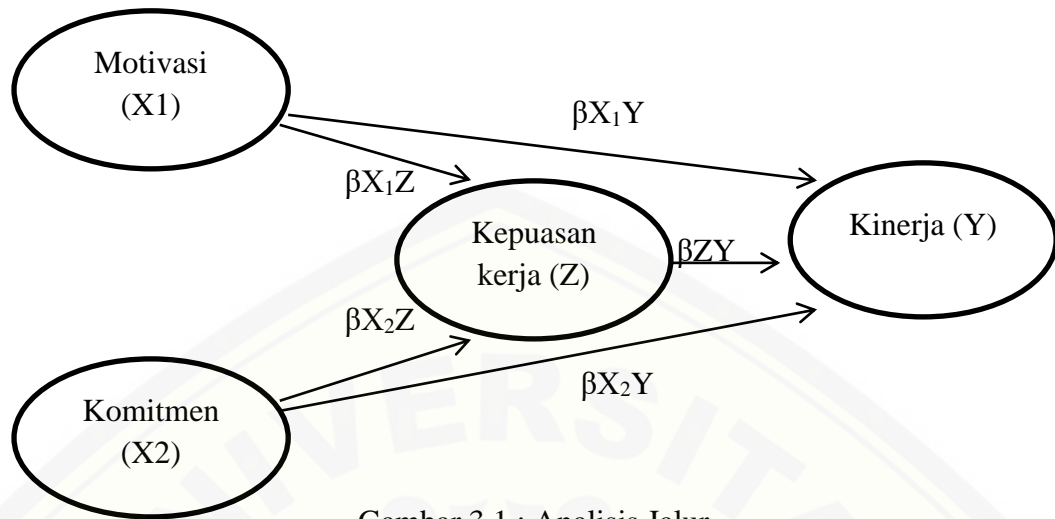 Motivasi
(X1)
βX₁Y
βX₁Z
Kepuasan
kerja (Z)
βZY
Kinerja (Y)
βX₂Z
βX₂Y
Komitmen
(X2)
Gambar 3.1 : Analisis Jalur